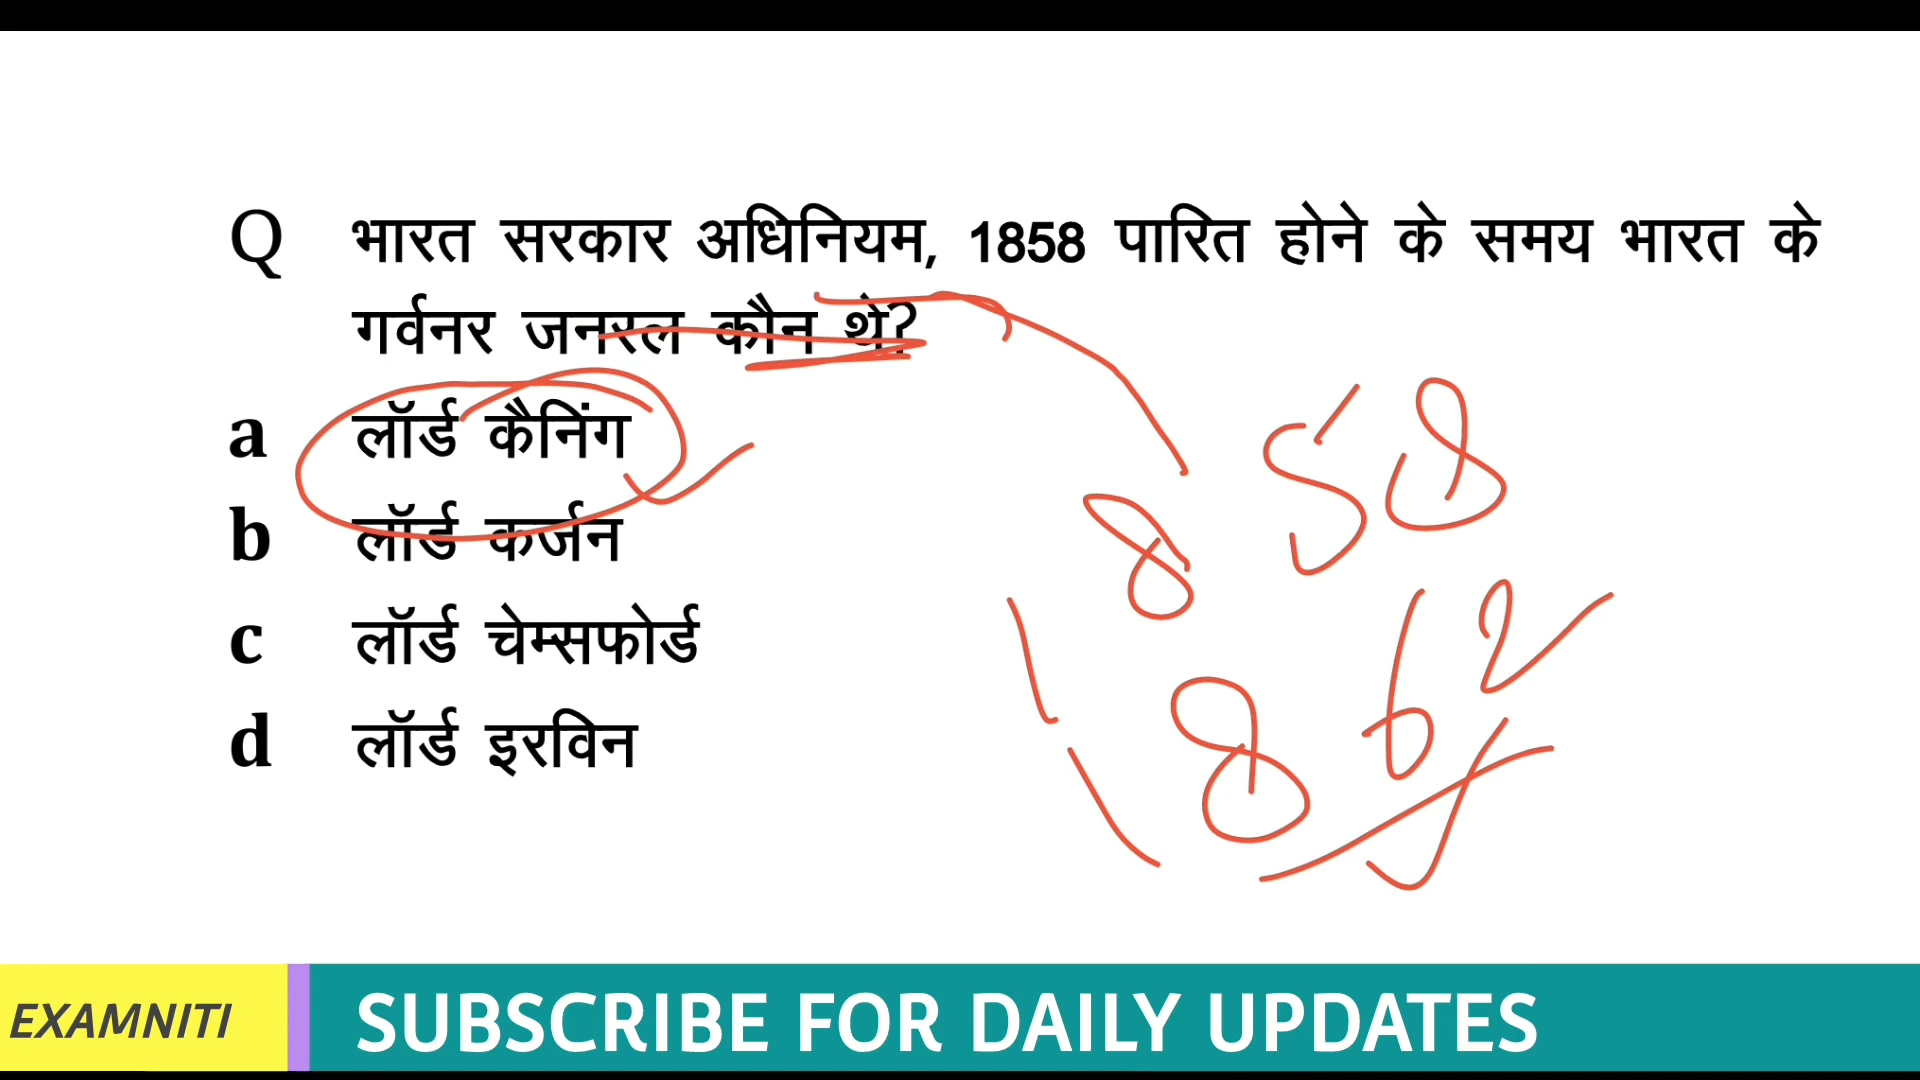 Q भारत सरकार अधिनियम, 1858 पारित होने के समय भारत के
गर्वनर जनरल कौन थे?
a लॉर्ड कैनिंग
b लॉर्ड कर्जन
c लॉर्ड चेम्सफोर्ड
d लॉर्ड इरविन
1858
1862
EXAMNITI SUBSCRIBE FOR DAILY UPDATES